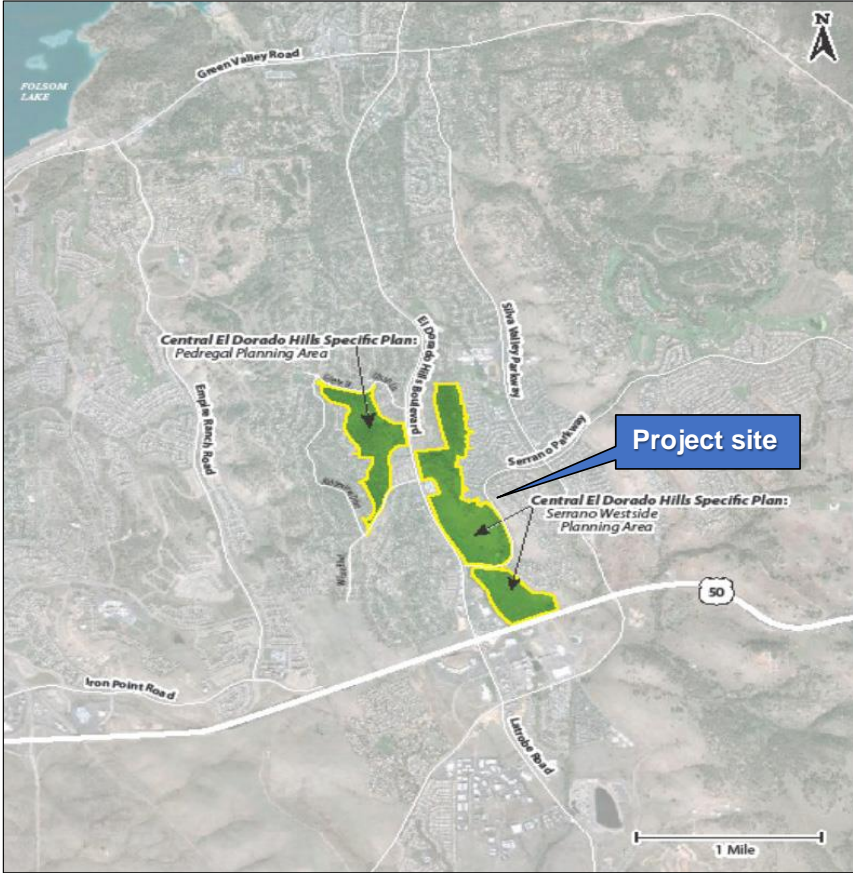 N
Green Valley Road
FOLSOM
LAKE
Silva Valley Parkway
El Dorado Hills Boulevard
Central El Dorado Hills Specific Plan:
Pedregal Planning Area
Empire Ranch Road
Serrano Parkway
Project site
Central El Dorado Hills Specific Plan:
Serrano Westside
Planning Area
50
Iron Point Road
Latrobe Road
1 Mile